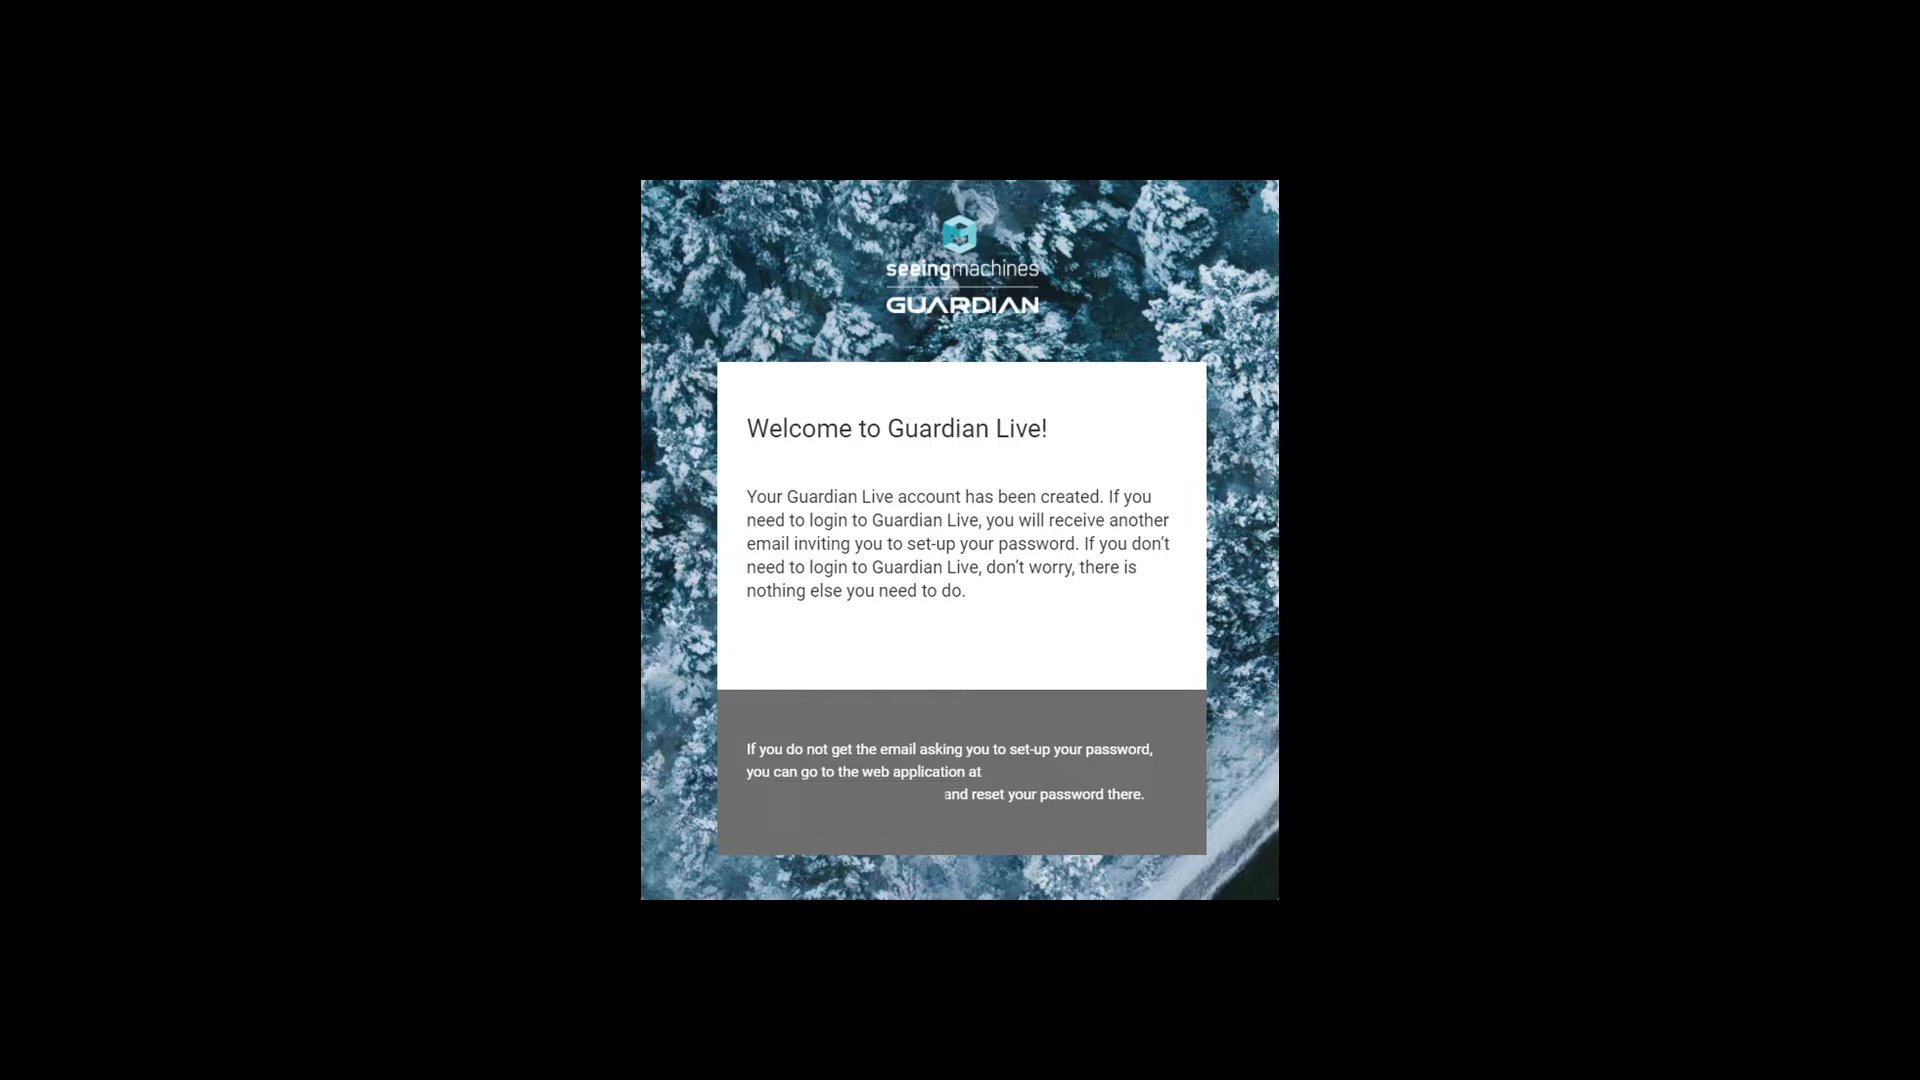 seeingmachines
GUARDIAN
Welcome to Guardian Live!
Your Guardian Live account has been created. If you
need to login to Guardian Live, you will receive another
email inviting you to set-up your password. If you don’t
need to login to Guardian Live, don’t worry, there is
nothing else you need to do.
If you do not get the email asking you to set-up your password,
you can go to the web application at
and reset your password there.